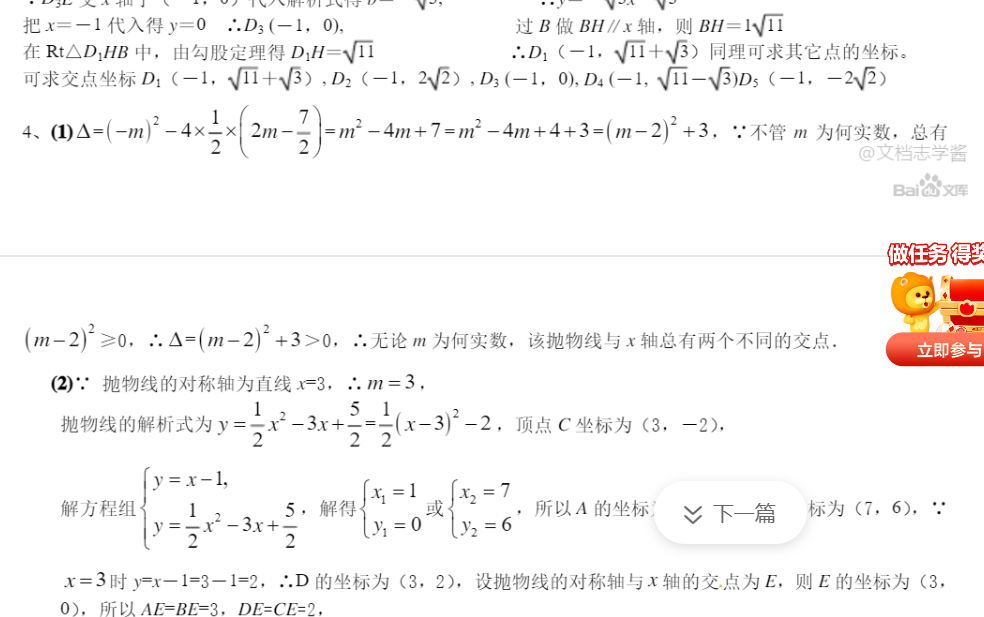 把 x=－1 代入得 y=0　∴D₃(－1，0),　过 B 做 BH∥x 轴，则 BH=1√11
在 Rt△D₁HB 中，由勾股定理得 D₁H=√11　∴D₁（－1，√11＋√3）同理可求其它点的坐标。
可求交点坐标 D₁（－1，√11＋√3）, D₂（－1，2√2）, D₃(－1，0), D₄(－1, √11－√3)D₅（－1，－2√2）
4、(1)Δ=(−m)²−4×1/2×(2m−7/2)=m²−4m+7=m²−4m+4+3=(m−2)²+3，∵不管 m 为何实数，总有
@文档志学酱
Bai du 文库
做任务 得奖
立即参与
(m−2)²≥0，∴Δ=(m−2)²+3>0，∴无论 m 为何实数，该抛物线与 x 轴总有两个不同的交点．
(2)∵ 抛物线的对称轴为直线 x=3，∴m=3，
抛物线的解析式为 y=1/2x²−3x+5/2=1/2(x−3)²−2，顶点 C 坐标为（3，－2），
解方程组{y=x−1, y=1/2x²−3x+5/2，解得{x₁=1 y₁=0 或{x₂=7 y₂=6，所以 A 的坐标 标为（7，6），∵
下一篇
x=3时 y=x－1=3－1=2，∴D 的坐标为（3，2），设抛物线的对称轴与 x 轴的交点为 E，则 E 的坐标为（3，
0），所以 AE=BE=3，DE=CE=2，